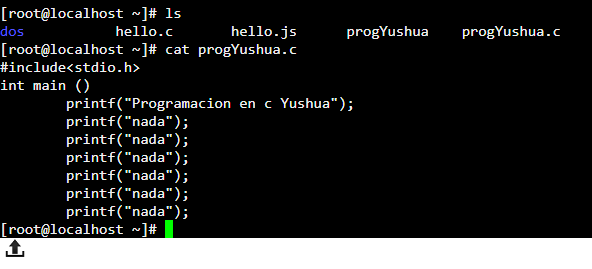 [root@localhost ~]# ls
dos hello.c hello.js progYushua progYushua.c
[root@localhost ~]# cat progYushua.c
#include<stdio.h>
int main ()
printf("Programacion en c Yushua");
printf("nada");
printf("nada");
printf("nada");
printf("nada");
printf("nada");
printf("nada");
[root@localhost ~]#